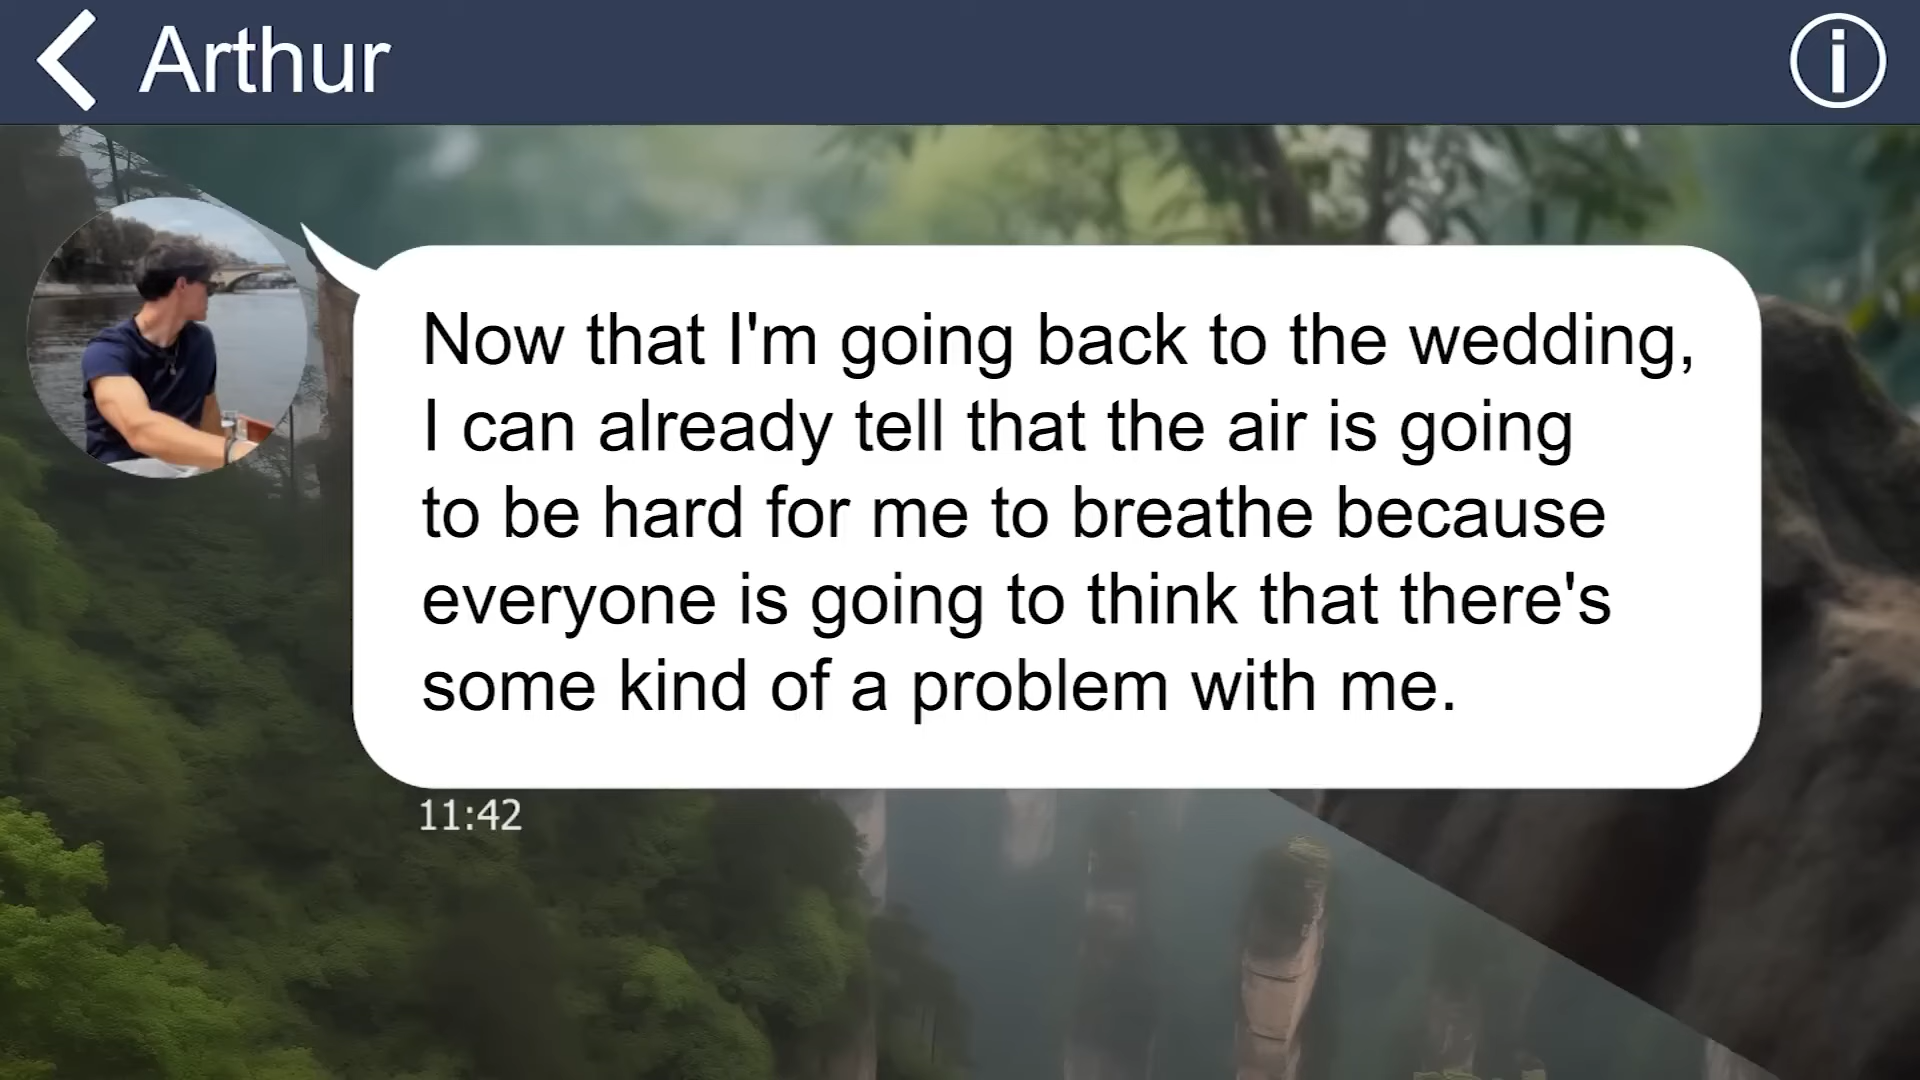 Arthur
Now that I'm going back to the wedding,
I can already tell that the air is going
to be hard for me to breathe because
everyone is going to think that there's
some kind of a problem with me.
11:42